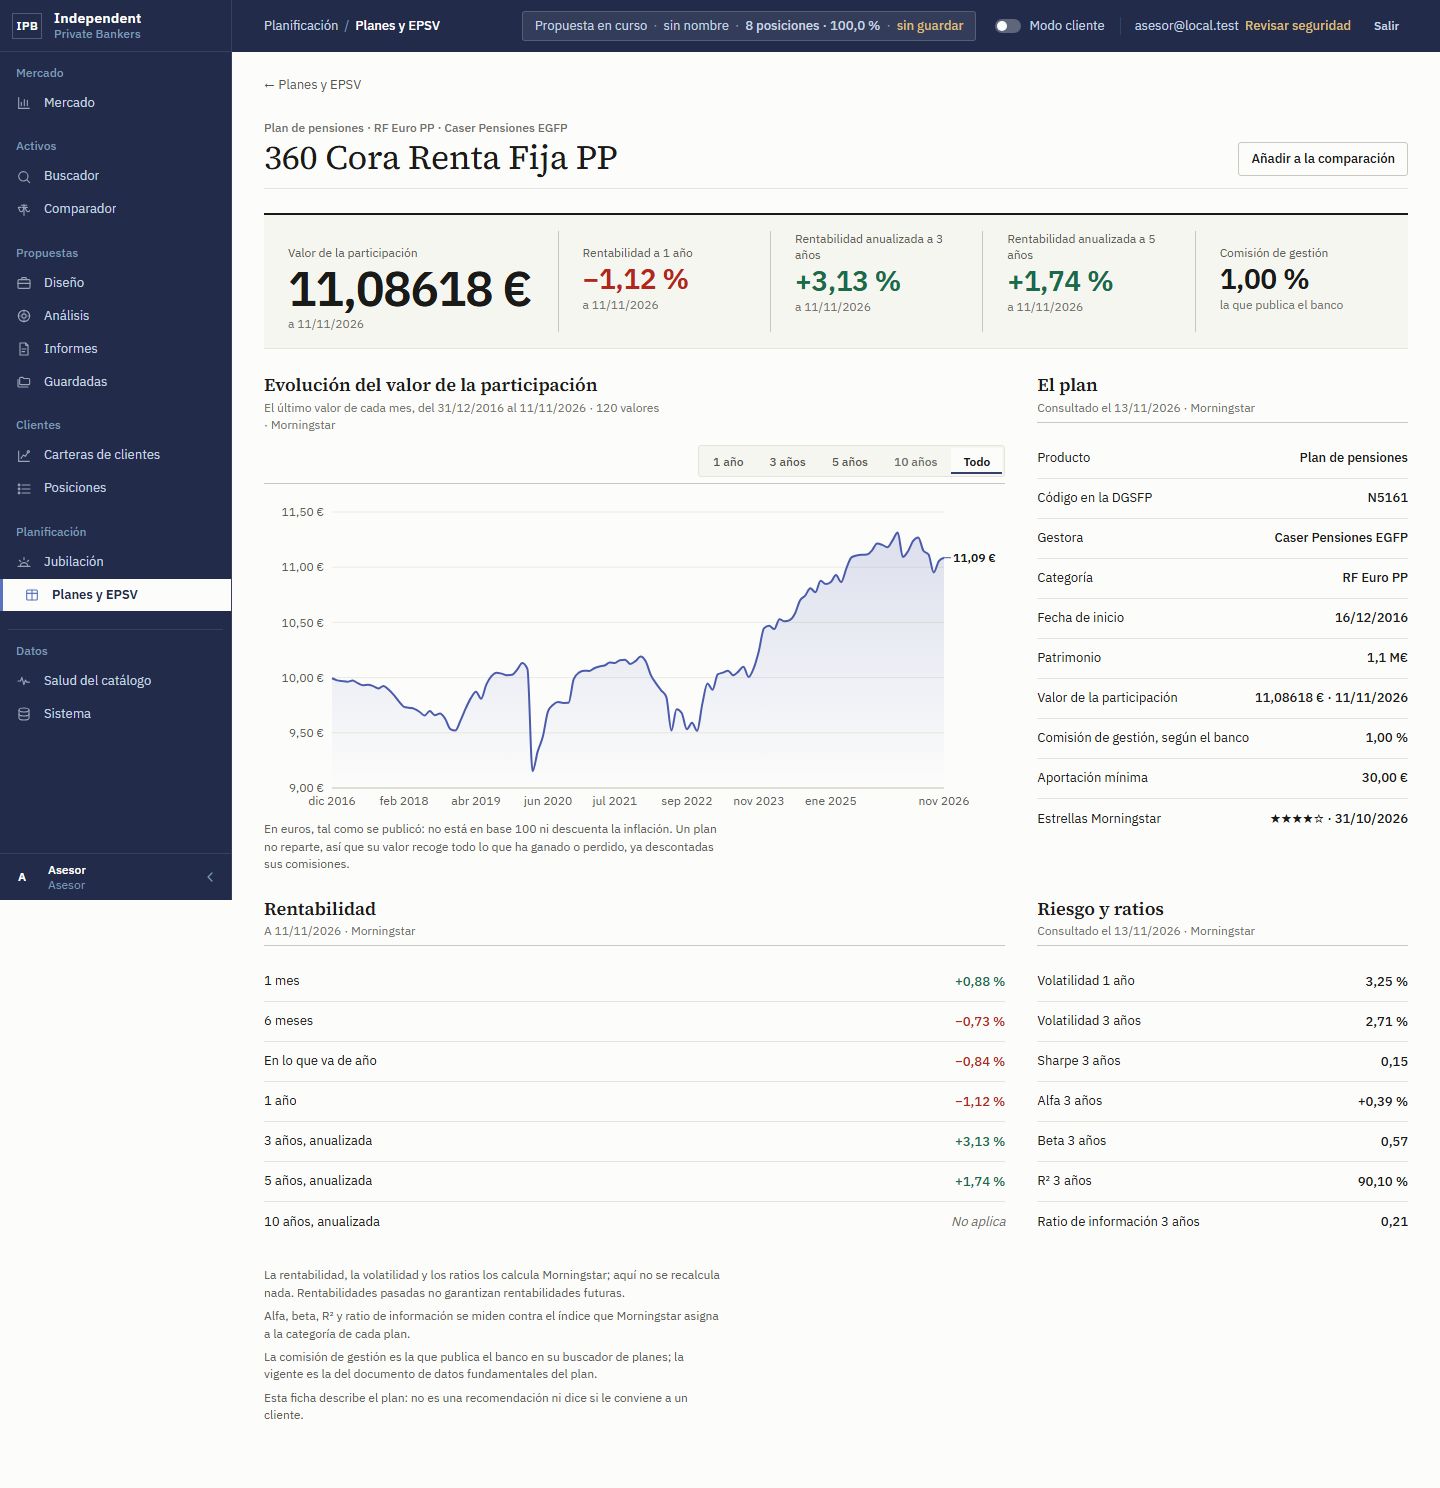 IPB
Independent
Private Bankers
Planificación / Planes y EPSV
Propuesta en curso · sin nombre · 8 posiciones · 100,0 % · sin guardar
Modo cliente
asesor@local.test Revisar seguridad
Salir
Mercado
Mercado
Activos
Buscador
Comparador
Propuestas
Diseño
Análisis
Informes
Guardadas
Clientes
Carteras de clientes
Posiciones
Planificación
Jubilación
Planes y EPSV
Datos
Salud del catálogo
Sistema
A
Asesor
Asesor
← Planes y EPSV
Plan de pensiones · RF Euro PP · Caser Pensiones EGFP
360 Cora Renta Fija PP
Añadir a la comparación
Valor de la participación
11,08618 €
a 11/11/2026
Rentabilidad a 1 año
−1,12 %
a 11/11/2026
Rentabilidad anualizada a 3
años
+3,13 %
a 11/11/2026
Rentabilidad anualizada a 5
años
+1,74 %
a 11/11/2026
Comisión de gestión
1,00 %
la que publica el banco
Evolución del valor de la participación
El último valor de cada mes, del 31/12/2016 al 11/11/2026 · 120 valores
· Morningstar
1 año 3 años 5 años 10 años Todo
11,50 €
11,00 €
10,50 €
10,00 €
9,50 €
9,00 €
11,09 €
dic 2016 feb 2018 abr 2019 jun 2020 jul 2021 sep 2022 nov 2023 ene 2025 nov 2026
En euros, tal como se publicó: no está en base 100 ni descuenta la inflación. Un plan
no reparte, así que su valor recoge todo lo que ha ganado o perdido, ya descontadas
sus comisiones.
El plan
Consultado el 13/11/2026 · Morningstar
Producto Plan de pensiones
Código en la DGSFP N5161
Gestora Caser Pensiones EGFP
Categoría RF Euro PP
Fecha de inicio 16/12/2016
Patrimonio 1,1 M€
Valor de la participación 11,08618 € · 11/11/2026
Comisión de gestión, según el banco 1,00 %
Aportación mínima 30,00 €
Estrellas Morningstar ★★★★☆ · 31/10/2026
Rentabilidad
A 11/11/2026 · Morningstar
1 mes +0,88 %
6 meses −0,73 %
En lo que va de año −0,84 %
1 año −1,12 %
3 años, anualizada +3,13 %
5 años, anualizada +1,74 %
10 años, anualizada No aplica
Riesgo y ratios
Consultado el 13/11/2026 · Morningstar
Volatilidad 1 año 3,25 %
Volatilidad 3 años 2,71 %
Sharpe 3 años 0,15
Alfa 3 años +0,39 %
Beta 3 años 0,57
R² 3 años 90,10 %
Ratio de información 3 años 0,21
La rentabilidad, la volatilidad y los ratios los calcula Morningstar; aquí no se recalcula
nada. Rentabilidades pasadas no garantizan rentabilidades futuras.
Alfa, beta, R² y ratio de información se miden contra el índice que Morningstar asigna
a la categoría de cada plan.
La comisión de gestión es la que publica el banco en su buscador de planes; la
vigente es la del documento de datos fundamentales del plan.
Esta ficha describe el plan: no es una recomendación ni dice si le conviene a un
cliente.